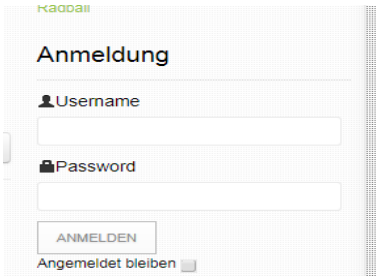 Radball
Anmeldung
Username
Password
ANMELDEN
Angemeldet bleiben